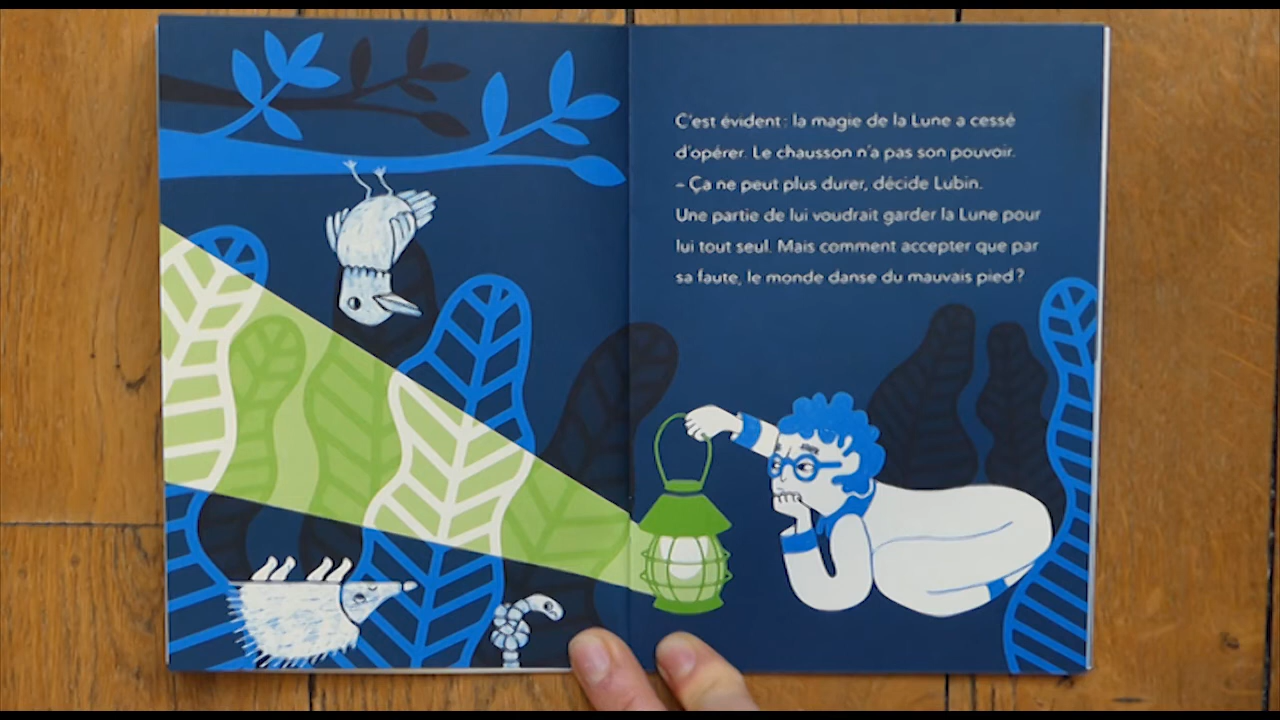 C'est évident : la magie de la Lune a cessé
d'opérer. Le chausson n'a pas son pouvoir.
– Ça ne peut plus durer, décide Lubin.
Une partie de lui voudrait garder la Lune pour
lui tout seul. Mais comment accepter que par
sa faute, le monde danse du mauvais pied ?